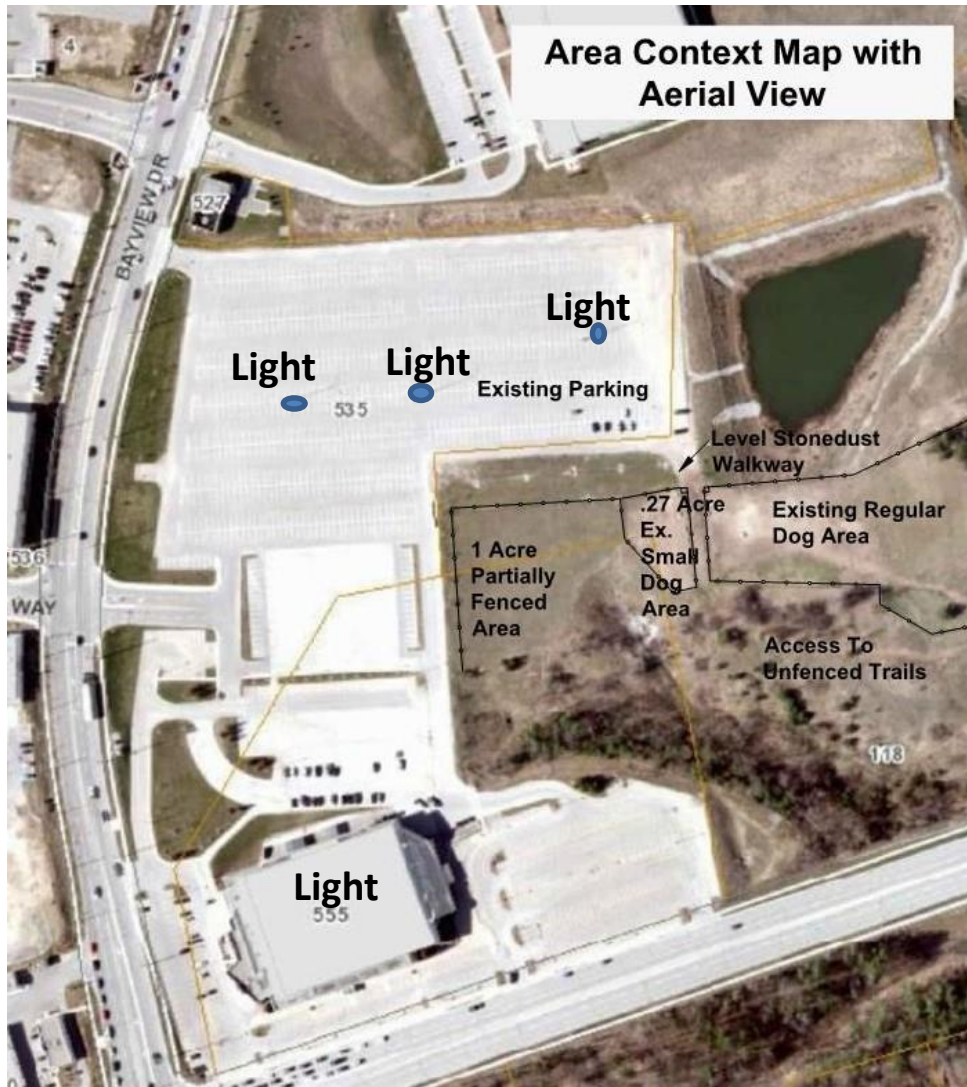 Area Context Map with
Aerial View
4
BAYVIEW DR
527
Light
Light
Light
Existing Parking
535
Level Stonedust
Walkway
.27 Acre
Ex.
Small
Dog
Area
Existing Regular
Dog Area
1 Acre
Partially
Fenced
Area
536
WAY
Access To
Unfenced Trails
118
Light
555